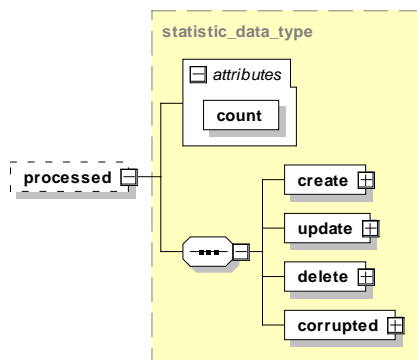 statistic_data_type
attributes
count
processed
create
update
delete
corrupted